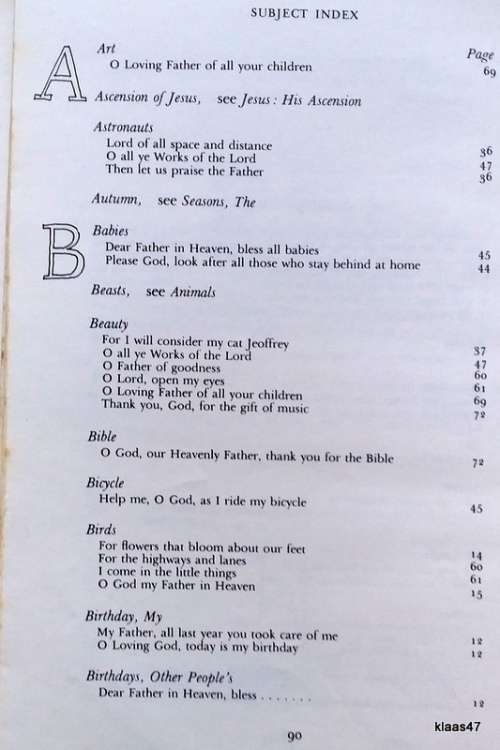 SUBJECT INDEX
A
Art Page
O Loving Father of all your children 69
Ascension of Jesus, see Jesus : His Ascension
Astronauts
Lord of all space and distance 36
O all ye Works of the Lord 47
Then let us praise the Father 36
Autumn, see Seasons, The
B
Babies
Dear Father in Heaven, bless all babies 45
Please God, look after all those who stay behind at home 44
Beasts, see Animals
Beauty
For I will consider my cat Jeoffrey 37
O all ye Works of the Lord 47
O Father of goodness 60
O Lord, open my eyes 61
O Loving Father of all your children 69
Thank you, God, for the gift of music 72
Bible
O God, our Heavenly Father, thank you for the Bible 72
Bicycle
Help me, O God, as I ride my bicycle 45
Birds
For flowers that bloom about our feet 14
For the highways and lanes 60
I come in the little things 61
O God my Father in Heaven 15
Birthday, My
My Father, all last year you took care of me 12
O Loving God, today is my birthday 12
Birthdays, Other People's
Dear Father in Heaven, bless . . . . . . . 12
90
klaas47